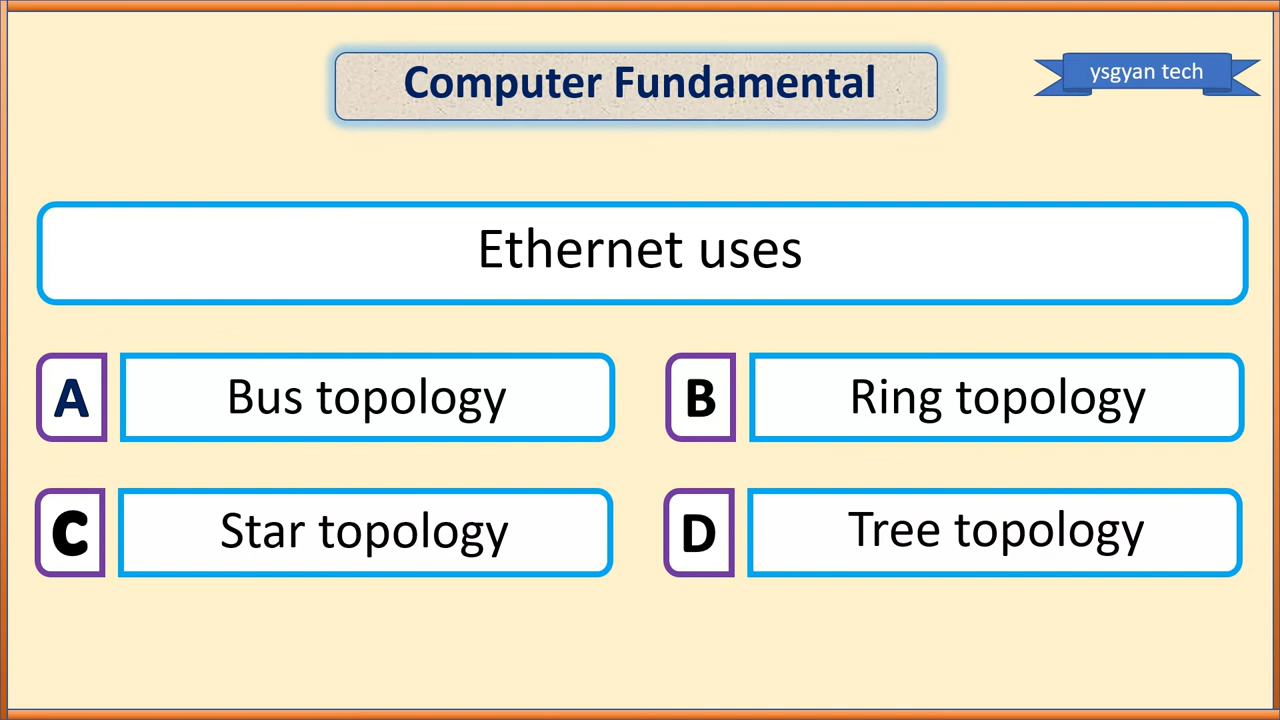 Computer Fundamental
ysgyan tech
Ethernet uses
A Bus topology
B Ring topology
C Star topology
D Tree topology